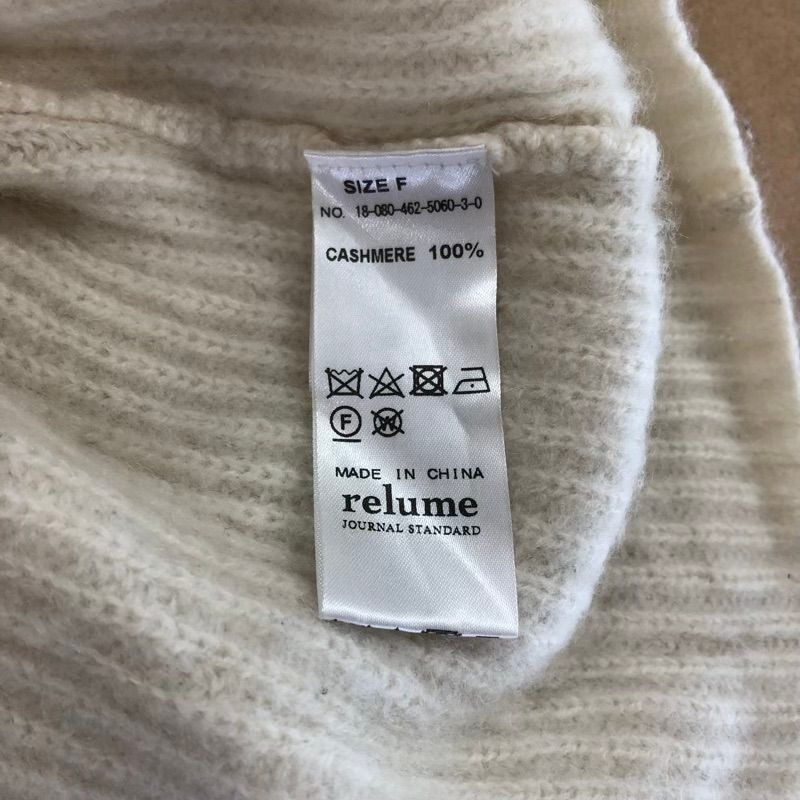 SIZE F
NO. 18-080-462-5060-3-0
CASHMERE 100%
F
W
MADE IN CHINA
relume
JOURNAL STANDARD